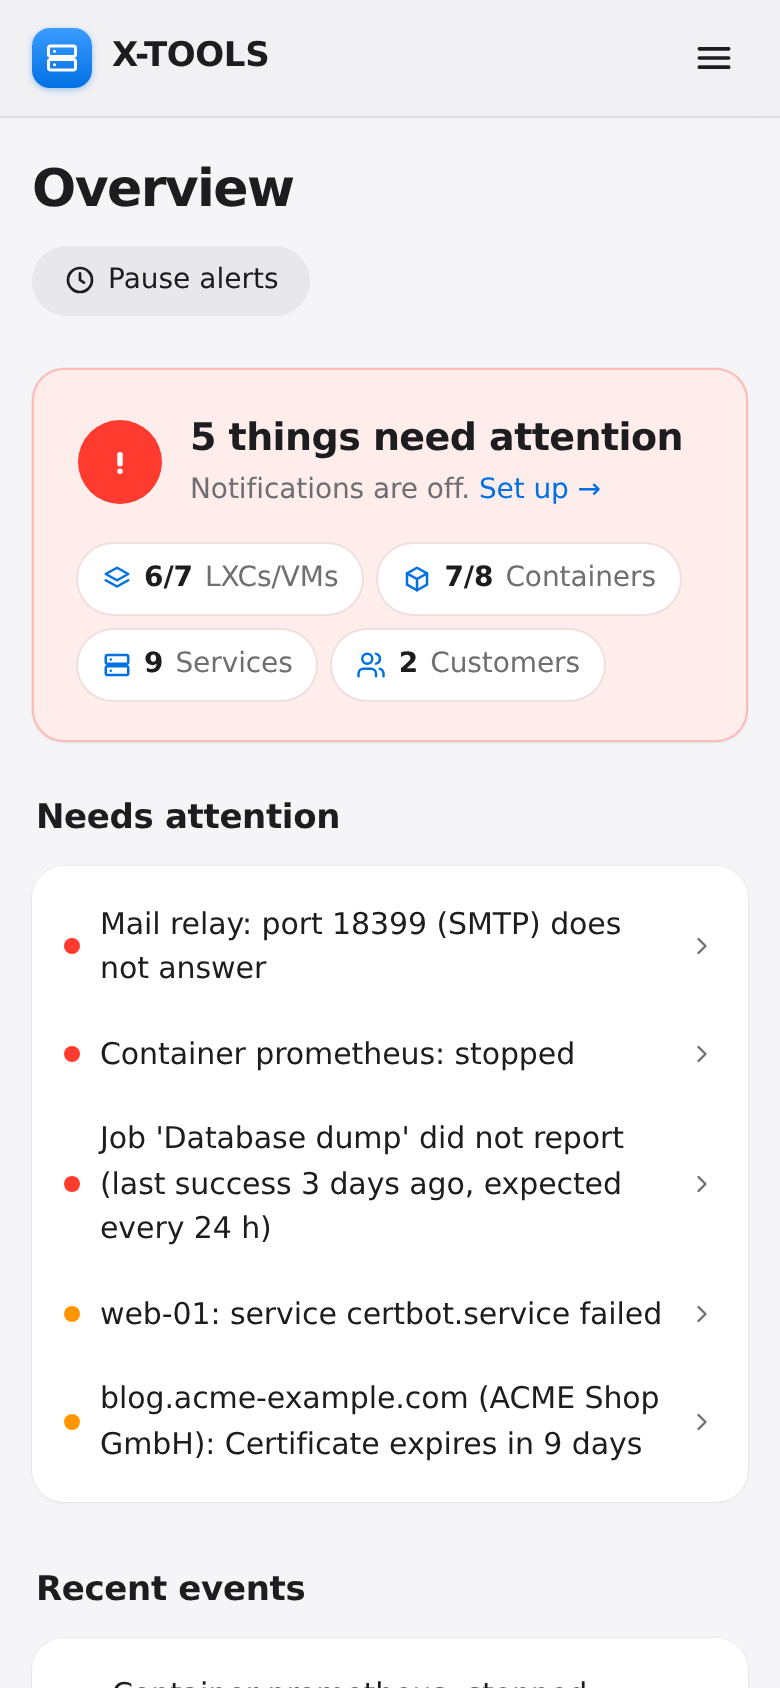 X-TOOLS
Overview
Pause alerts
!
5 things need attention
Notifications are off. Set up →
6/7 LXCs/VMs
7/8 Containers
9 Services
2 Customers
Needs attention
Mail relay: port 18399 (SMTP) does
not answer
Container prometheus: stopped
Job 'Database dump' did not report
(last success 3 days ago, expected
every 24 h)
web-01: service certbot.service failed
blog.acme-example.com (ACME Shop
GmbH): Certificate expires in 9 days
Recent events
Container prometheus: stopped